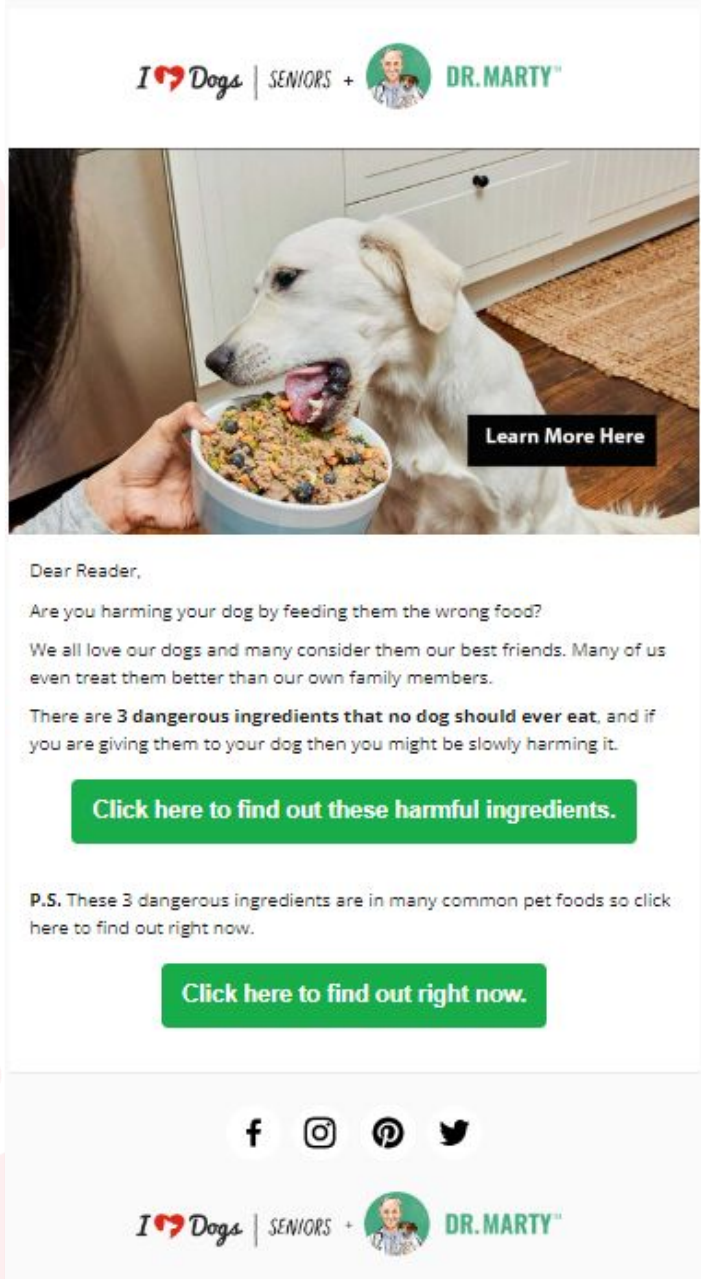 I Dogs | SENIORS + DR. MARTY™
Learn More Here
Dear Reader,
Are you harming your dog by feeding them the wrong food?
We all love our dogs and many consider them our best friends. Many of us
even treat them better than our own family members.
There are 3 dangerous ingredients that no dog should ever eat, and if
you are giving them to your dog then you might be slowly harming it.
Click here to find out these harmful ingredients.
P.S. These 3 dangerous ingredients are in many common pet foods so click
here to find out right now.
Click here to find out right now.
I Dogs | SENIORS + DR. MARTY™